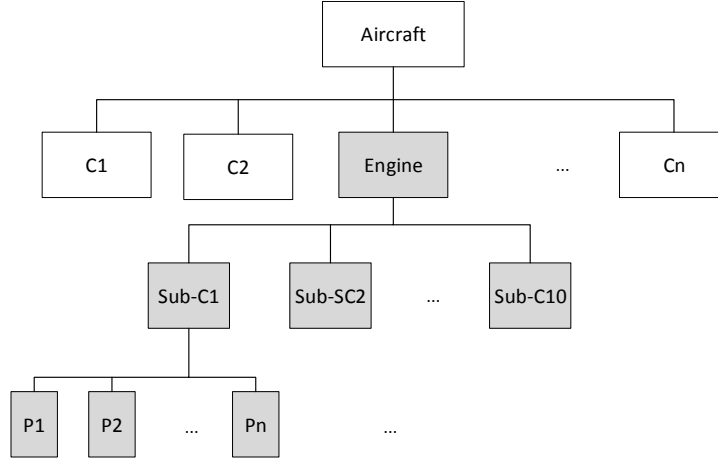 Aircraft
C1
C2
Engine
...
Cn
Sub-C1
Sub-SC2
...
Sub-C10
P1
P2
...
Pn
...